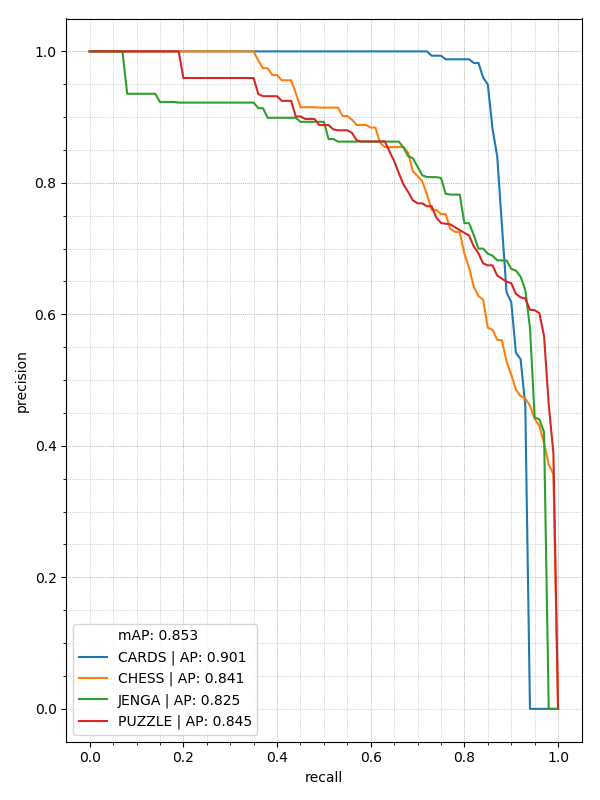 1.0
0.8
0.6
0.4
0.2
0.0
precision
mAP: 0.853
CARDS | AP: 0.901
CHESS | AP: 0.841
JENGA | AP: 0.825
PUZZLE | AP: 0.845
0.0 0.2 0.4 0.6 0.8 1.0
recall